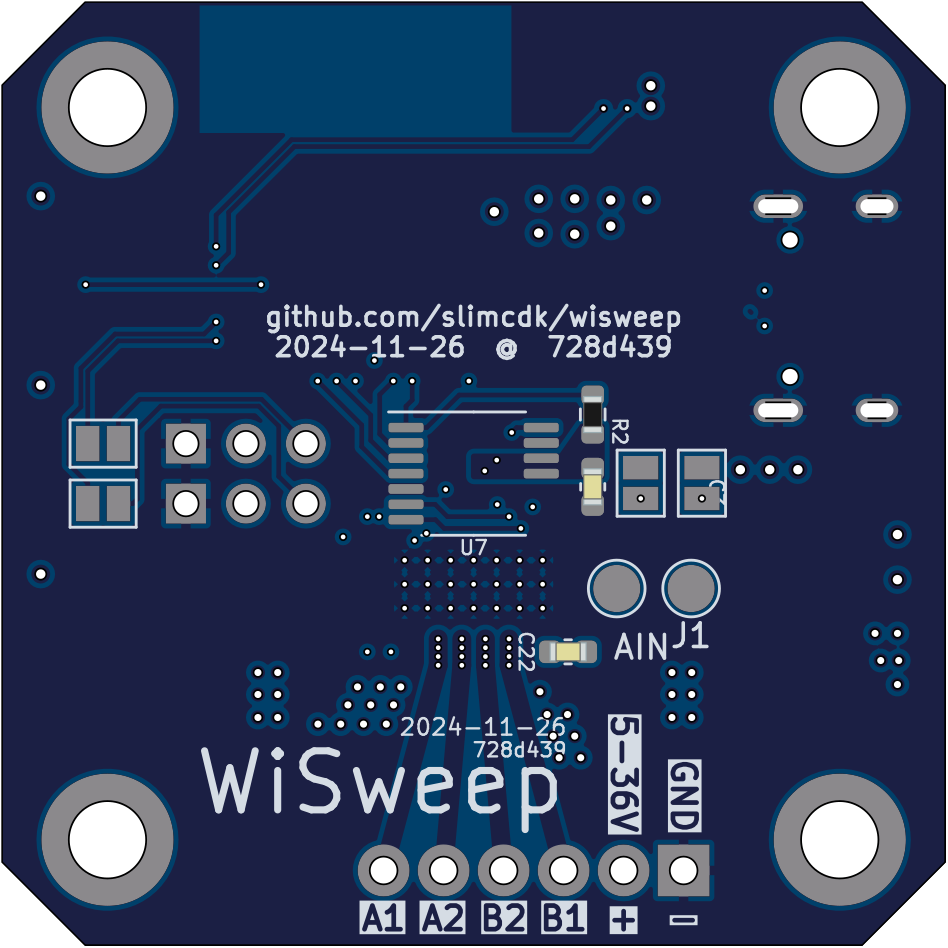 github.com/slimcdk/wisweep
2024-11-26 @ 728d439
R2
U7
J1
AIN
C22
2024-11-26
728d439
WiSweep
5-36V
GND
A1 A2 B2 B1 + -